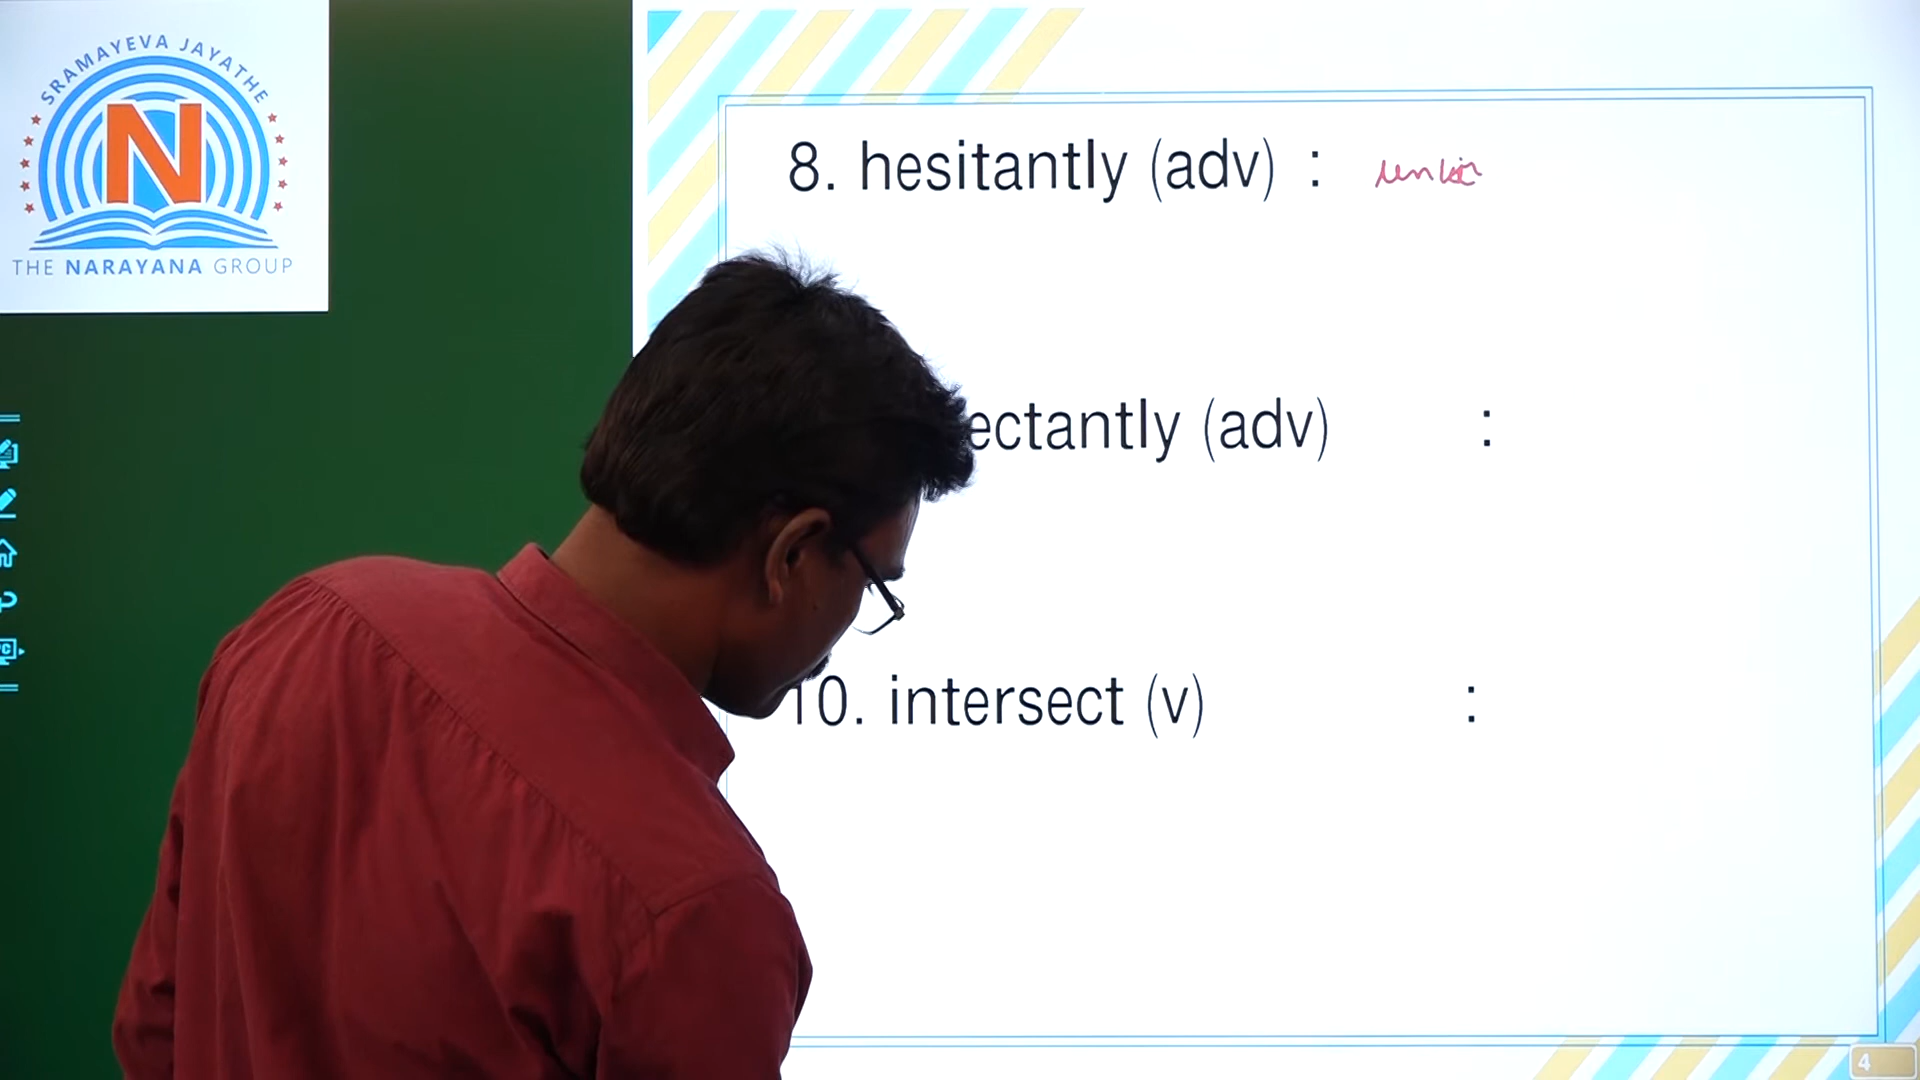 SRAMAYEVA JAYATHE
N
THE NARAYANA GROUP
8. hesitantly (adv) :
ectantly (adv) :
10. intersect (v) :
4